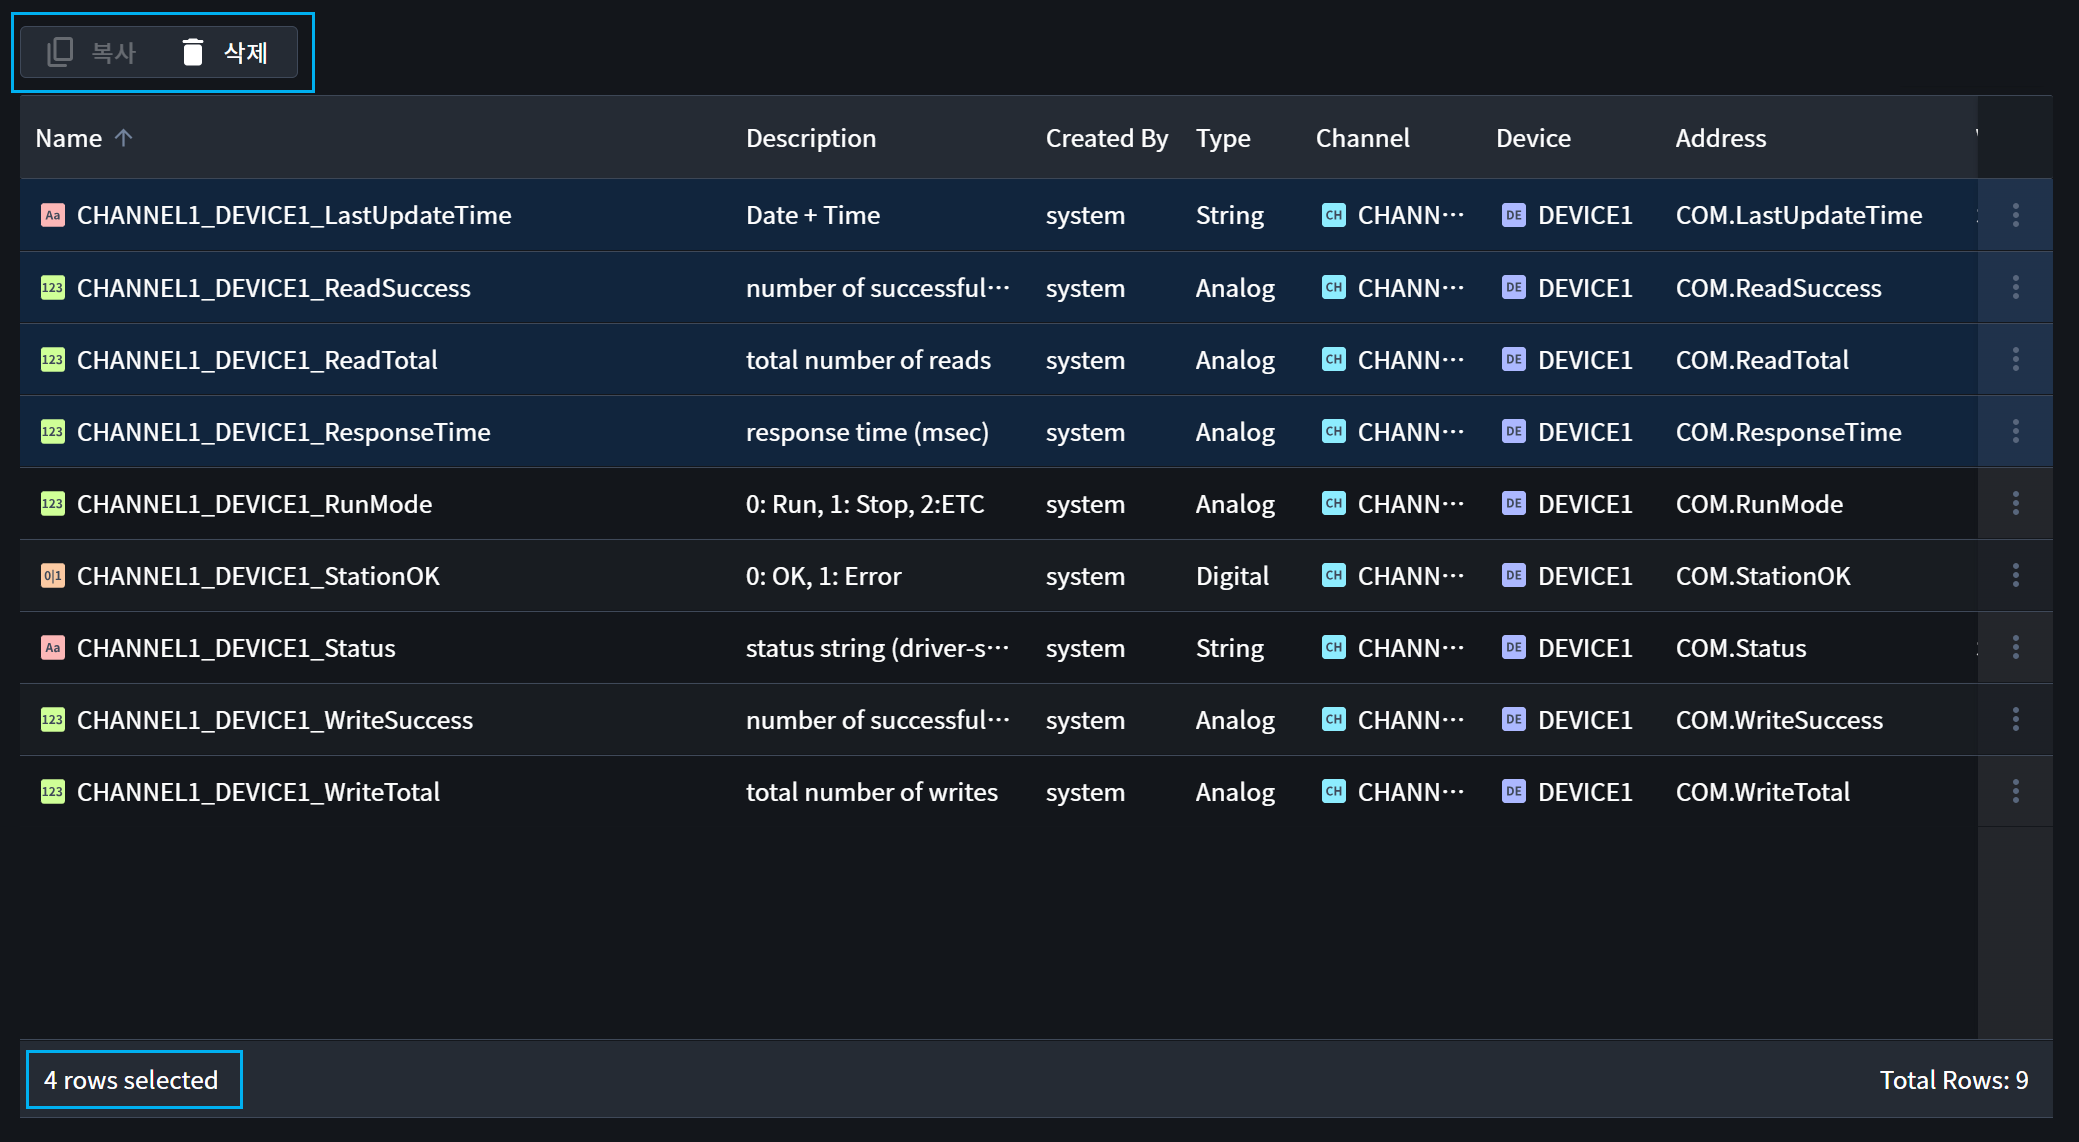 복사 삭제
Name Description Created By Type Channel Device Address
Aa CHANNEL1_DEVICE1_LastUpdateTime Date + Time system String CH CHANN··· DE DEVICE1 COM.LastUpdateTime
123 CHANNEL1_DEVICE1_ReadSuccess number of successful··· system Analog CH CHANN··· DE DEVICE1 COM.ReadSuccess
123 CHANNEL1_DEVICE1_ReadTotal total number of reads system Analog CH CHANN··· DE DEVICE1 COM.ReadTotal
123 CHANNEL1_DEVICE1_ResponseTime response time (msec) system Analog CH CHANN··· DE DEVICE1 COM.ResponseTime
123 CHANNEL1_DEVICE1_RunMode 0: Run, 1: Stop, 2:ETC system Analog CH CHANN··· DE DEVICE1 COM.RunMode
0|1 CHANNEL1_DEVICE1_StationOK 0: OK, 1: Error system Digital CH CHANN··· DE DEVICE1 COM.StationOK
Aa CHANNEL1_DEVICE1_Status status string (driver-s··· system String CH CHANN··· DE DEVICE1 COM.Status
123 CHANNEL1_DEVICE1_WriteSuccess number of successful··· system Analog CH CHANN··· DE DEVICE1 COM.WriteSuccess
123 CHANNEL1_DEVICE1_WriteTotal total number of writes system Analog CH CHANN··· DE DEVICE1 COM.WriteTotal
4 rows selected Total Rows: 9